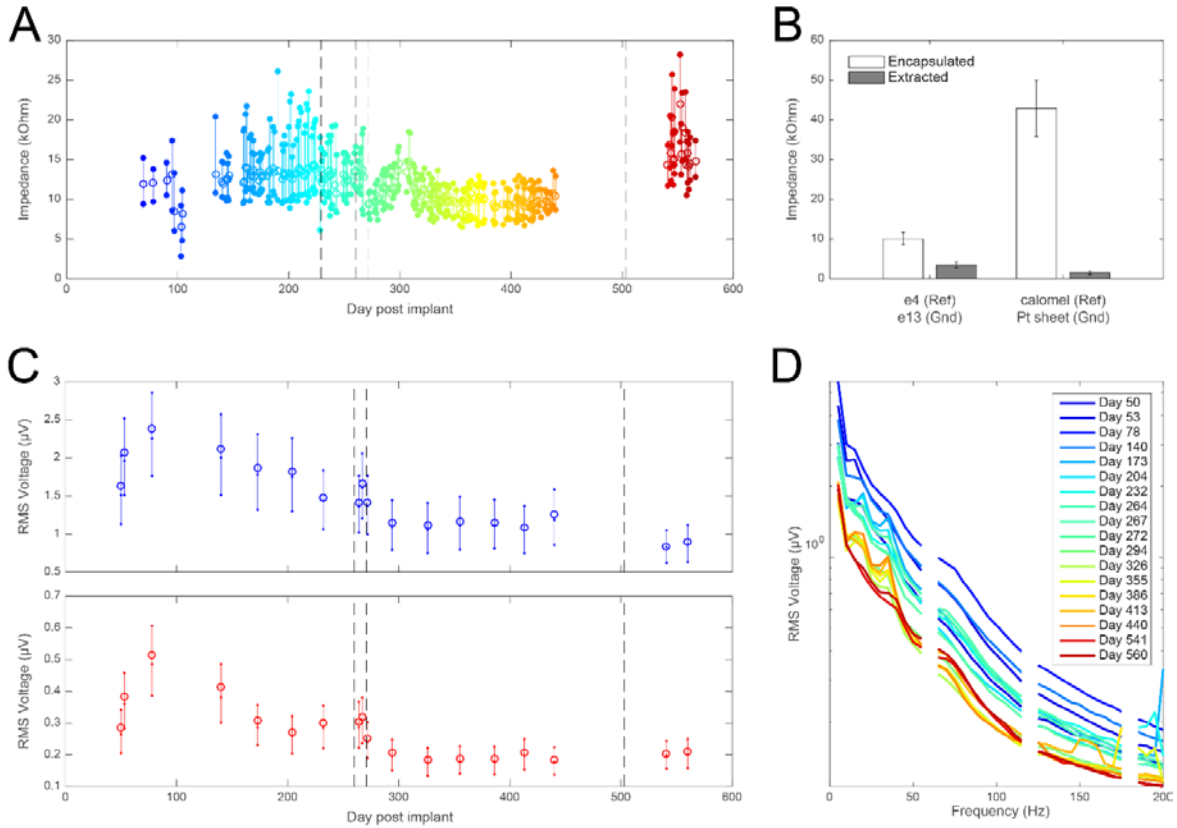 A
30
25
20
15
10
5
0
Impedance (kOhm)
0
100
200
300
400
500
600
Day post implant
B
60
50
40
30
20
10
0
Impedance (kOhm)
Encapsulated
Extracted
e4 (Ref)
e13 (Gnd)
calomel (Ref)
Pt sheet (Gnd)
C
3
2.5
2
1.5
1
0.5
RMS Voltage (µV)
0.7
0.6
0.5
0.4
0.3
0.2
0.1
RMS Voltage (µV)
0
100
200
300
400
500
600
Day post implant
D
10⁰
RMS Voltage (µV)
Day 50
Day 53
Day 78
Day 140
Day 173
Day 204
Day 232
Day 264
Day 267
Day 272
Day 294
Day 326
Day 355
Day 386
Day 413
Day 440
Day 541
Day 560
0
50
100
150
200
Frequency (Hz)